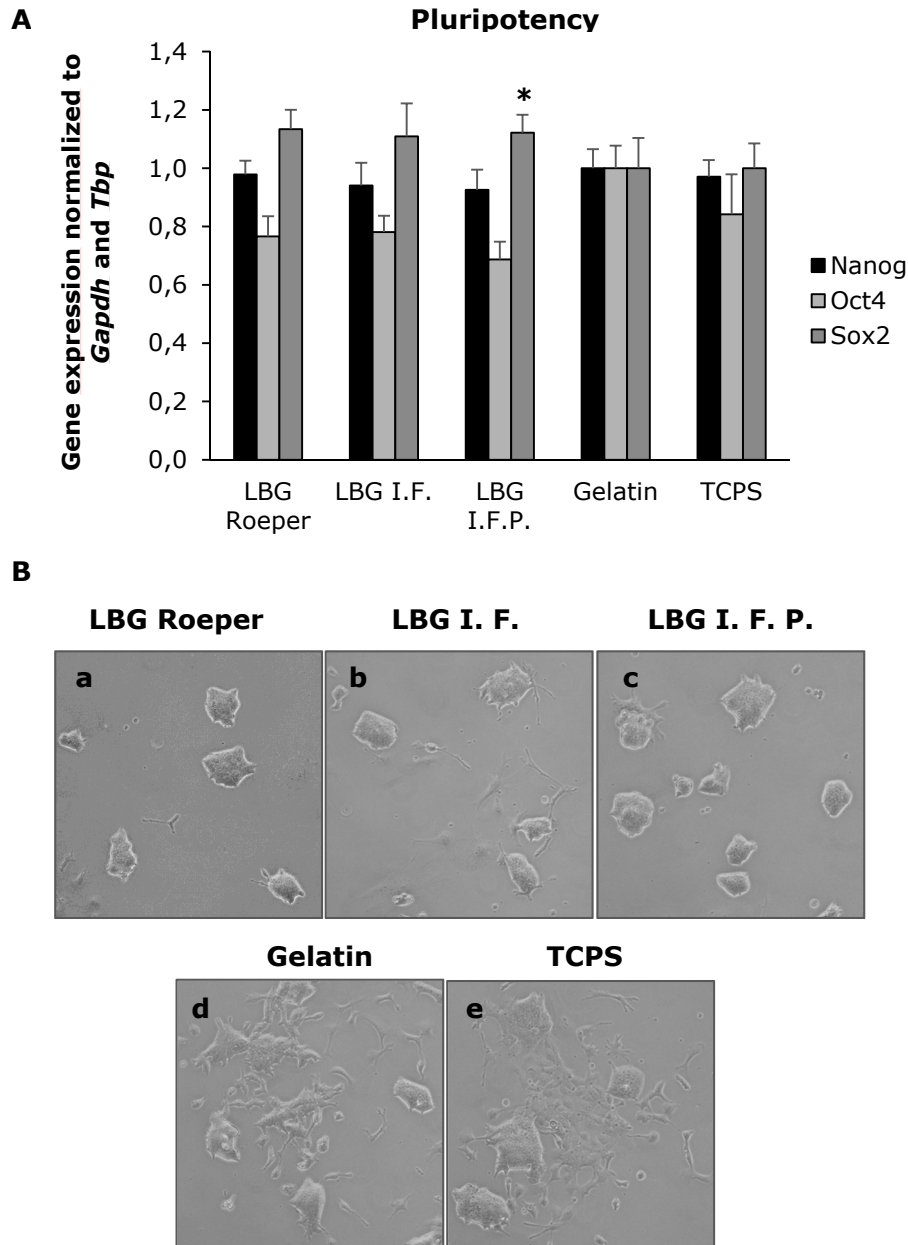 A
Pluripotency
Gene expression normalized to
Gapdh and Tbp
1,4
1,2
1,0
0,8
0,6
0,4
0,2
0,0
*
LBG
Roeper
LBG I.F.
LBG
I.F.P.
Gelatin
TCPS
Nanog
Oct4
Sox2
B
LBG Roeper
LBG I. F.
LBG I. F. P.
a
b
c
Gelatin
TCPS
d
e